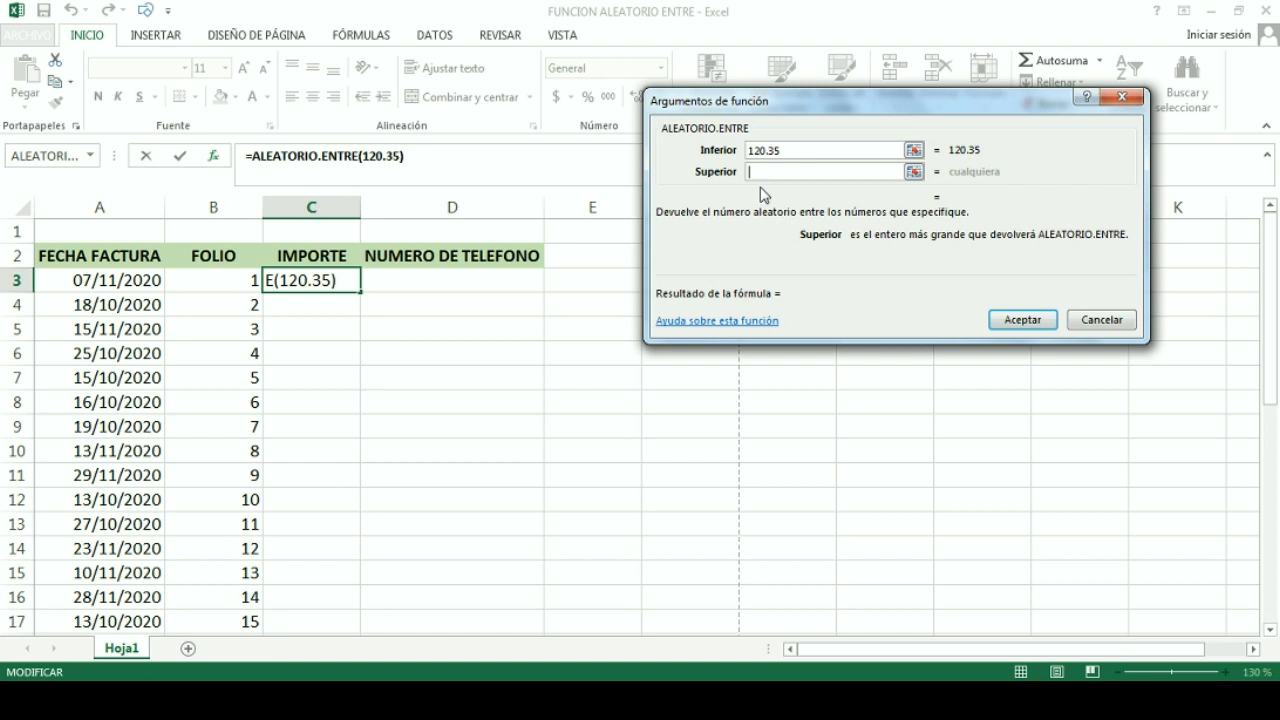 FUNCION ALEATORIO ENTRE - Excel
ARCHIVO INICIO INSERTAR DISEÑO DE PÁGINA FÓRMULAS DATOS REVISAR VISTA Iniciar sesión
Pegar
N K S
11
Ajustar texto
Combinar y centrar
General
$ % 000
Autosuma
Rellenar
Buscar y
seleccionar
Portapapeles Fuente Alineación Número
ALEATORI... =ALEATORIO.ENTRE(120.35)
Argumentos de función
ALEATORIO.ENTRE
Inferior 120.35 = 120.35
Superior = cualquiera
=
Devuelve el número aleatorio entre los números que especifique.
Superior es el entero más grande que devolverá ALEATORIO.ENTRE.
Resultado de la fórmula =
Ayuda sobre esta función
Aceptar Cancelar
A B C D E K
1
2 FECHA FACTURA FOLIO IMPORTE NUMERO DE TELEFONO
3 07/11/2020 1 E(120.35)
4 18/10/2020 2
5 15/11/2020 3
6 25/10/2020 4
7 15/10/2020 5
8 16/10/2020 6
9 19/10/2020 7
10 13/11/2020 8
11 29/11/2020 9
12 13/10/2020 10
13 27/10/2020 11
14 23/11/2020 12
15 10/11/2020 13
16 28/11/2020 14
17 13/10/2020 15
Hoja1
MODIFICAR 130 %